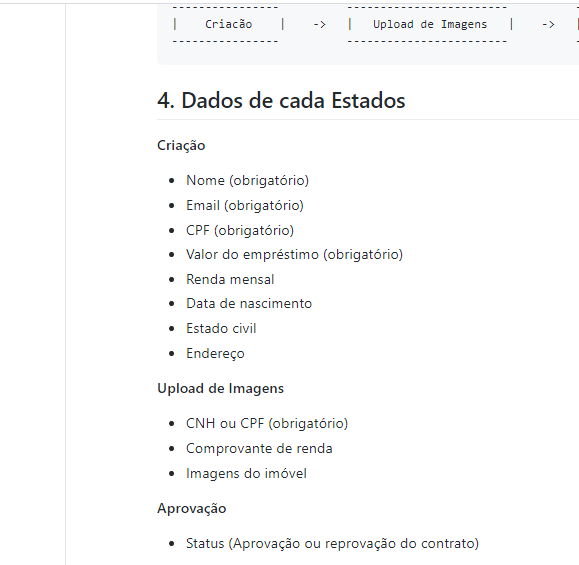 ---------------          -----------------------          -
|    Criacão    |    ->   |   Upload de Imagens   |    ->   |
---------------          -----------------------          -
4. Dados de cada Estados
Criação
• Nome (obrigatório)
• Email (obrigatório)
• CPF (obrigatório)
• Valor do empréstimo (obrigatório)
• Renda mensal
• Data de nascimento
• Estado civil
• Endereço
Upload de Imagens
• CNH ou CPF (obrigatório)
• Comprovante de renda
• Imagens do imóvel
Aprovação
• Status (Aprovação ou reprovação do contrato)